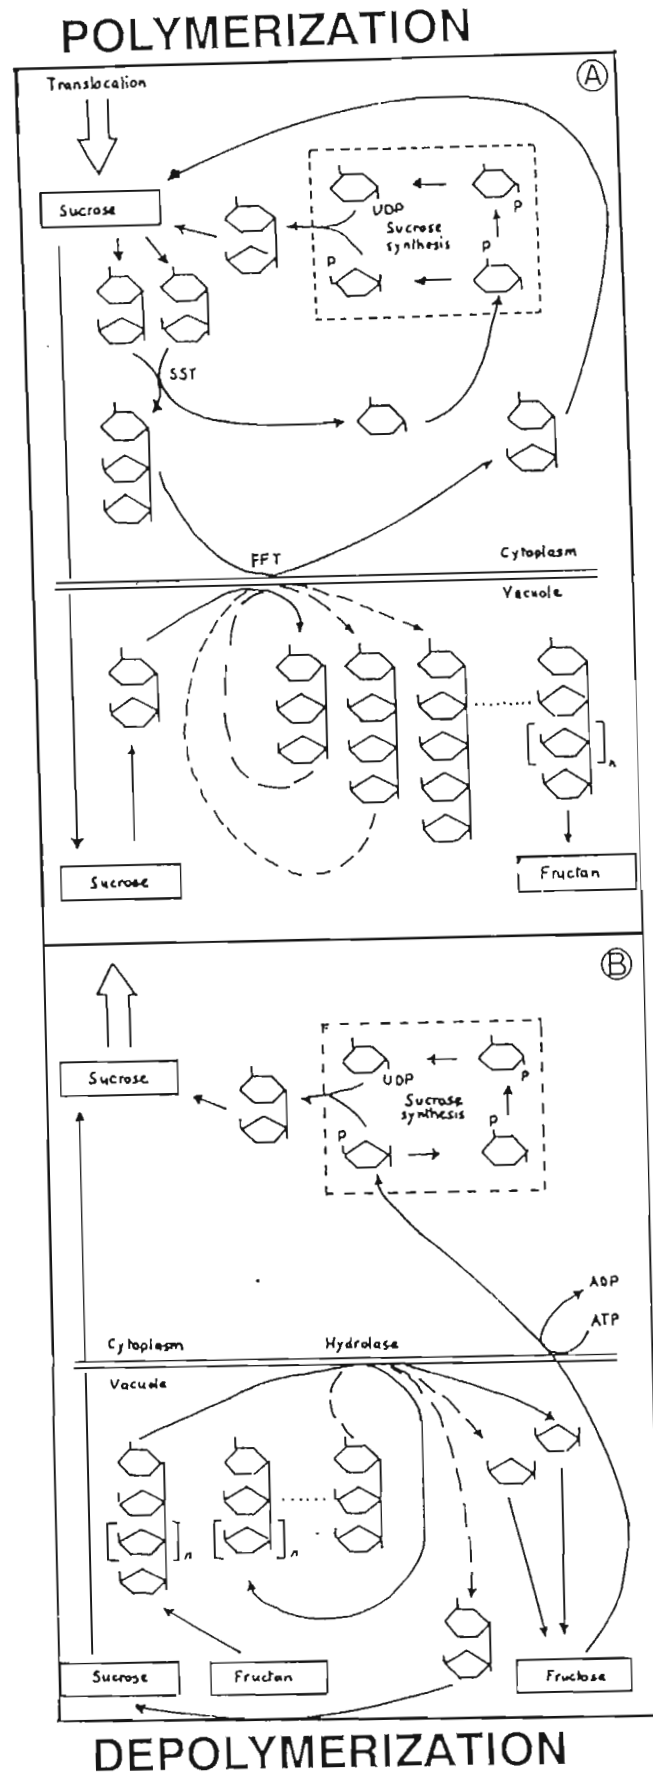 POLYMERIZATION
A
Translocation
Sucrose
UDP
P
Sucrose
synthesis
P
P
SST
FFT
Cytoplasm
Vacuole
n
Sucrose
Fructan
B
Sucrose
UDP
P
Sucrose
synthesis
P
P
ADP
ATP
Cytoplasm
Hydrolase
Vacuole
n
n
Sucrose
Fructan
Fructose
DEPOLYMERIZATION